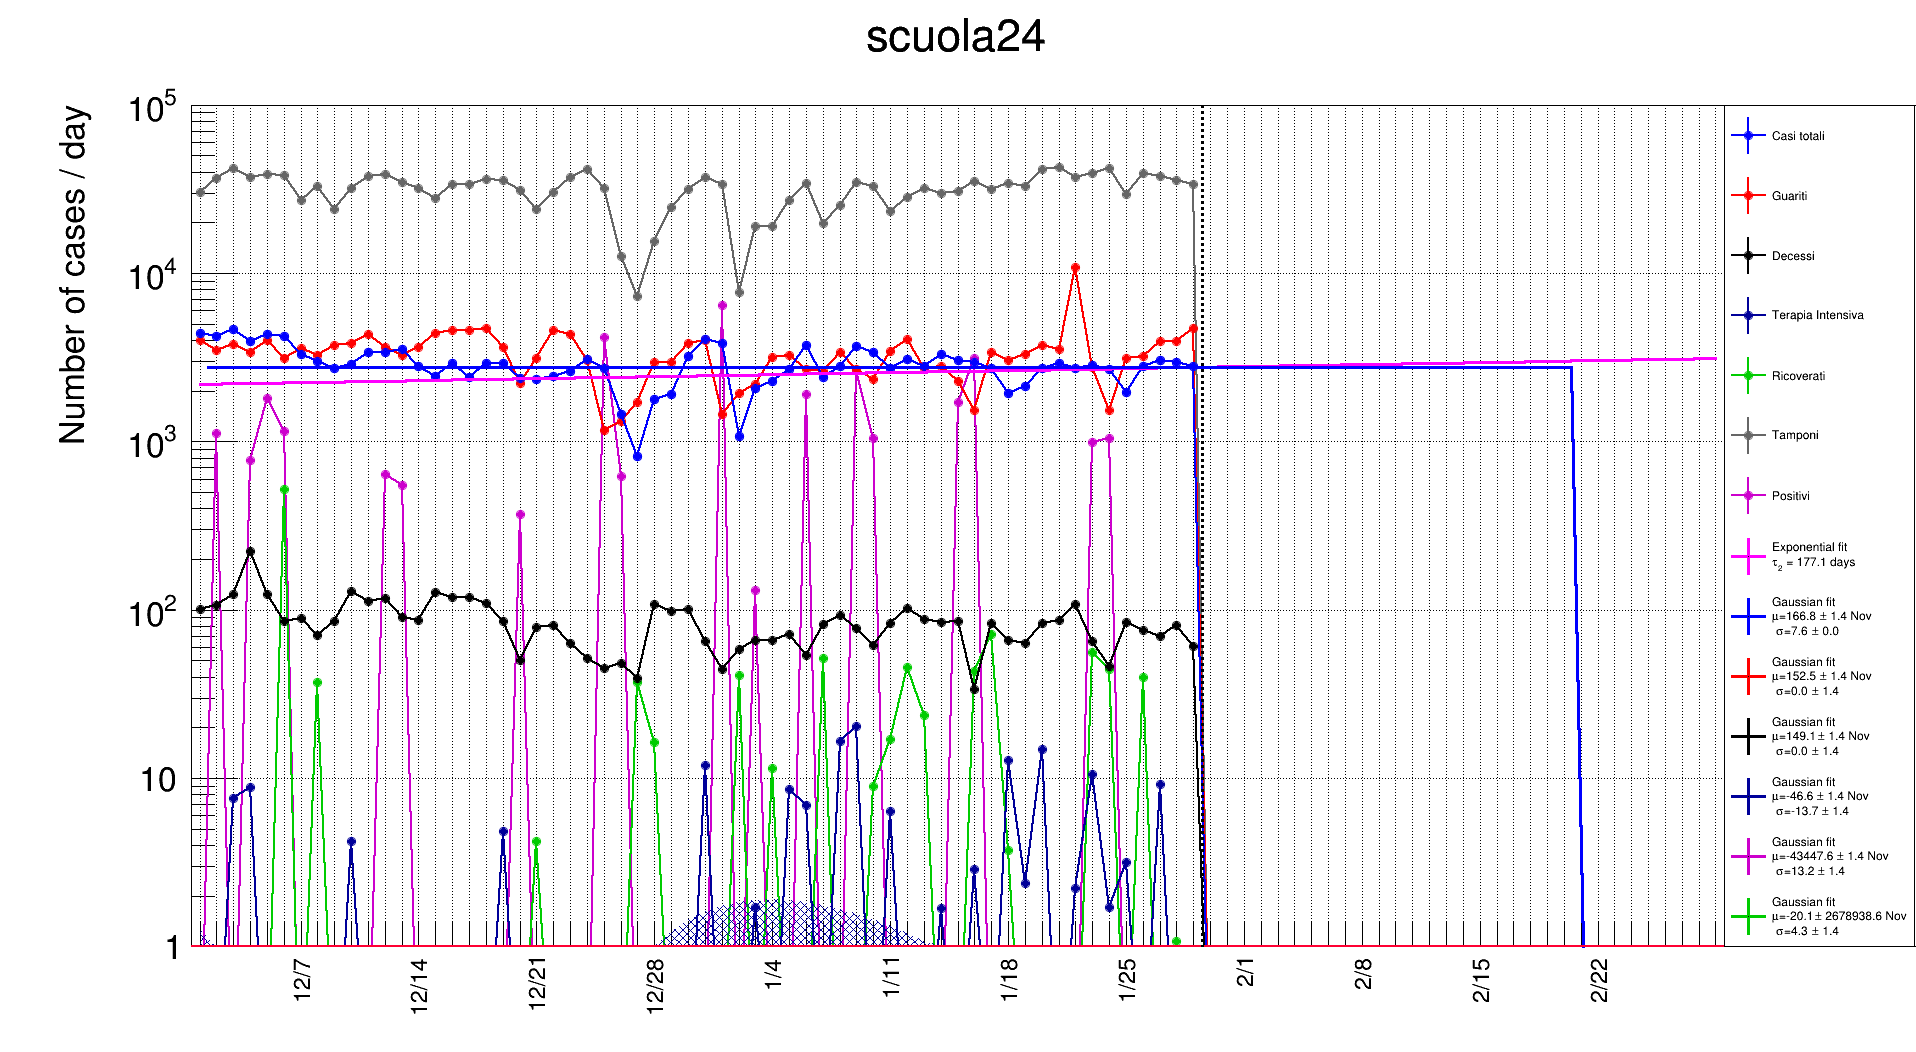 scuola24
Number of cases / day
10^5
10^4
10^3
10^2
10
1
12/7
12/14
12/21
12/28
1/4
1/11
1/18
1/25
2/1
2/8
2/15
2/22
Casi totali
Guariti
Decessi
Terapia Intensiva
Ricoverati
Tamponi
Positivi
Exponential fit
τ_2 = 177.1 days
Gaussian fit
μ=166.8 ± 1.4 Nov
σ=7.6 ± 0.0
Gaussian fit
μ=152.5 ± 1.4 Nov
σ=0.0 ± 1.4
Gaussian fit
μ=149.1 ± 1.4 Nov
σ=0.0 ± 1.4
Gaussian fit
μ=-46.6 ± 1.4 Nov
σ=-13.7 ± 1.4
Gaussian fit
μ=-43447.6 ± 1.4 Nov
σ=13.2 ± 1.4
Gaussian fit
μ=-20.1 ± 2678938.6 Nov
σ=4.3 ± 1.4